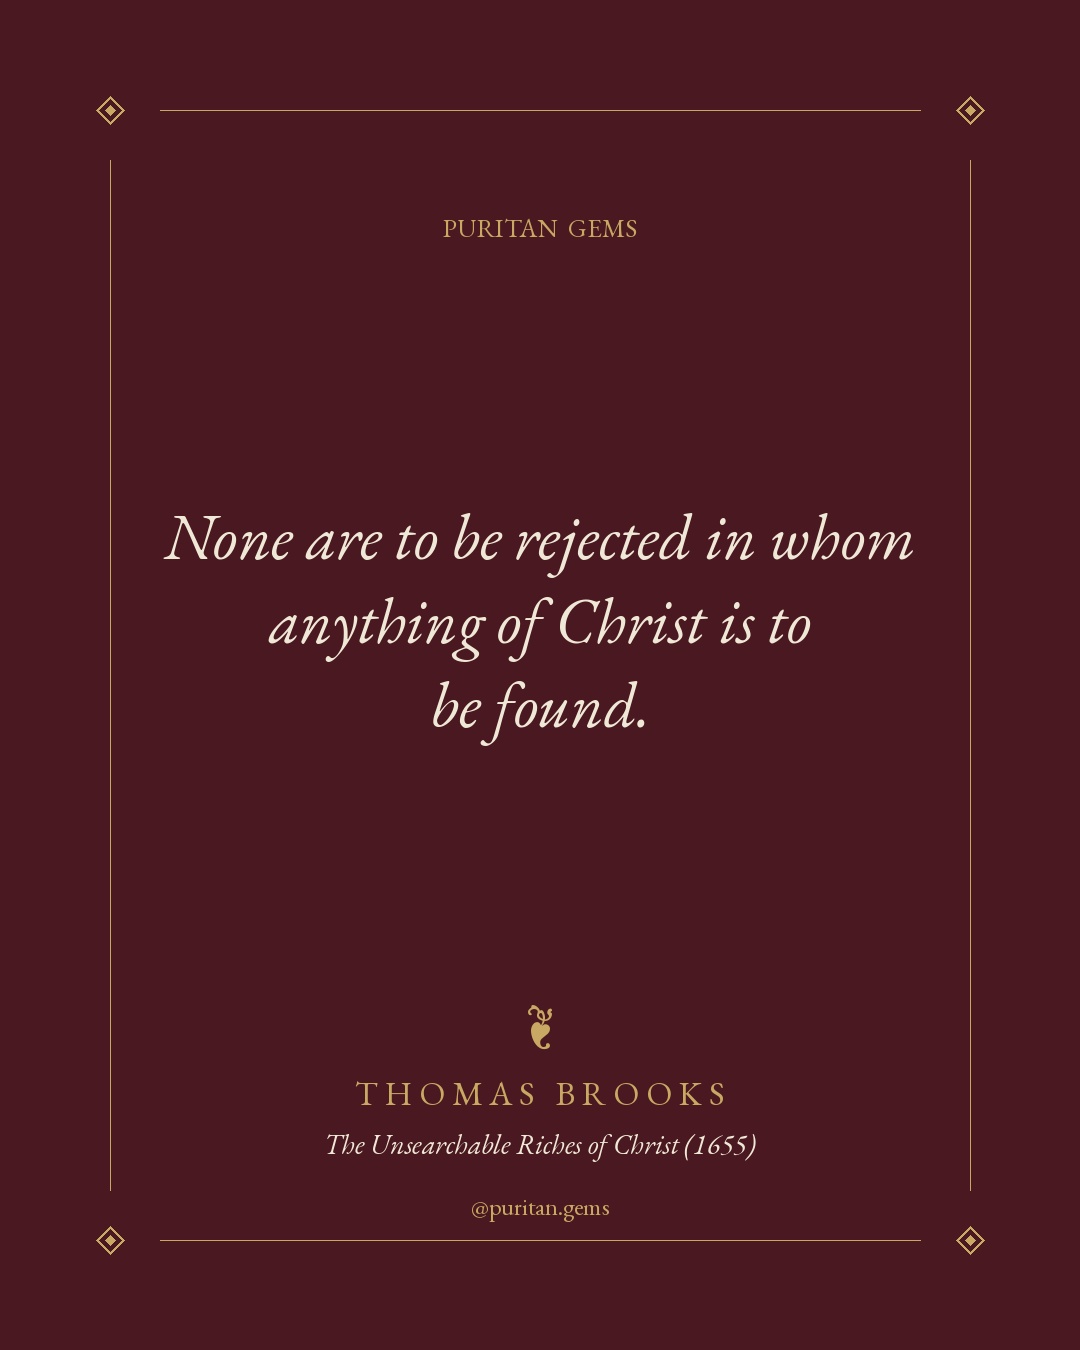 PURITAN GEMS
None are to be rejected in whom
anything of Christ is to
be found.
THOMAS BROOKS
The Unsearchable Riches of Christ (1655)
@puritan.gems